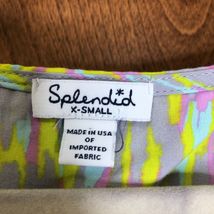 Splendid
X-SMALL
MADE IN USA
OF
IMPORTED
FABRIC